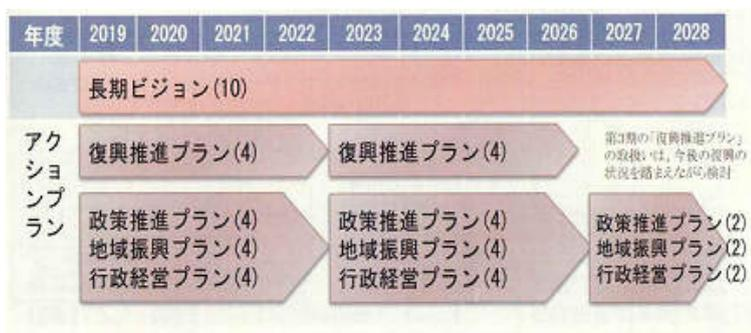 年度 2019 2020 2021 2022 2023 2024 2025 2026 2027 2028
長期ビジョン(10)
アクションプラン
復興推進プラン(4)
復興推進プラン(4)
第3期の「復興推進プラン」
の取扱いは、今後の復興の
状況を踏まえながら検討
政策推進プラン(4)
地域振興プラン(4)
行政経営プラン(4)
政策推進プラン(4)
地域振興プラン(4)
行政経営プラン(4)
政策推進プラン(2)
地域振興プラン(2)
行政経営プラン(2)